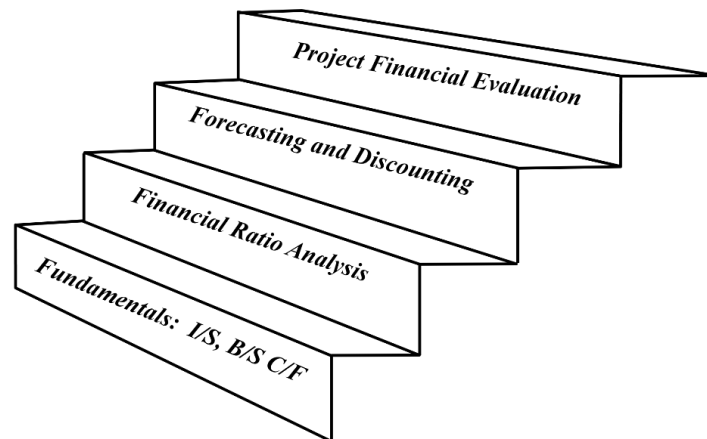 Project Financial Evaluation
Forecasting and Discounting
Financial Ratio Analysis
Fundamentals: I/S, B/S C/F